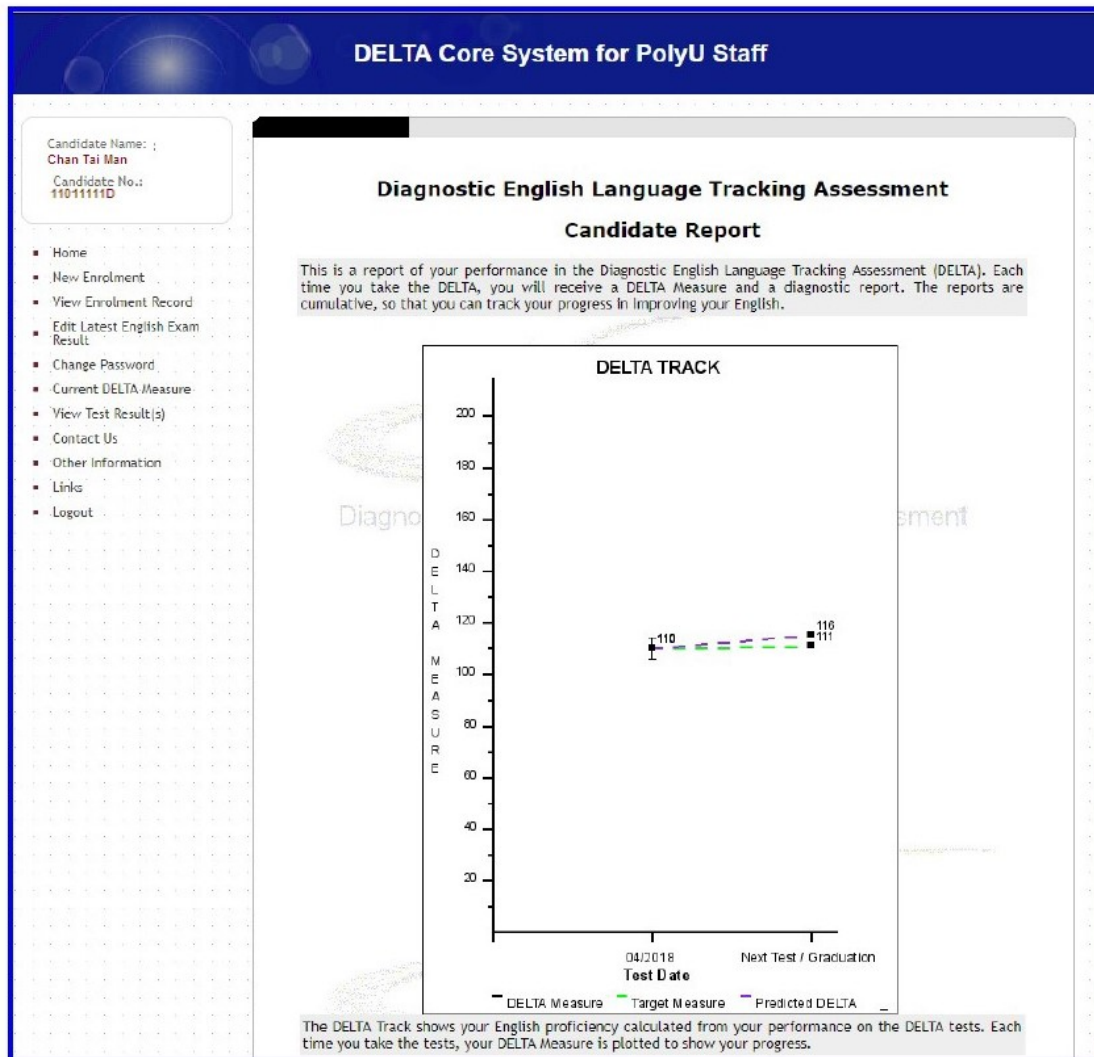 DELTA Core System for PolyU Staff
Candidate Name: :
Chan Tai Man
Candidate No.:
11011111D
Home
New Enrolment
View Enrolment Record
Edit Latest English Exam
Result
Change Password
Current DELTA Measure
View Test Result(s)
Contact Us
Other Information
Links
Logout
Diagnostic English Language Tracking Assessment
Candidate Report
This is a report of your performance in the Diagnostic English Language Tracking Assessment (DELTA). Each
time you take the DELTA, you will receive a DELTA Measure and a diagnostic report. The reports are
cumulative, so that you can track your progress in improving your English.
DELTA TRACK
200
180
160
140
120
100
80
60
40
20
DELTA MEASURE
110
116
111
04/2018
Next Test / Graduation
Test Date
DELTA Measure
Target Measure
Predicted DELTA
The DELTA Track shows your English proficiency calculated from your performance on the DELTA tests. Each
time you take the tests, your DELTA Measure is plotted to show your progress.